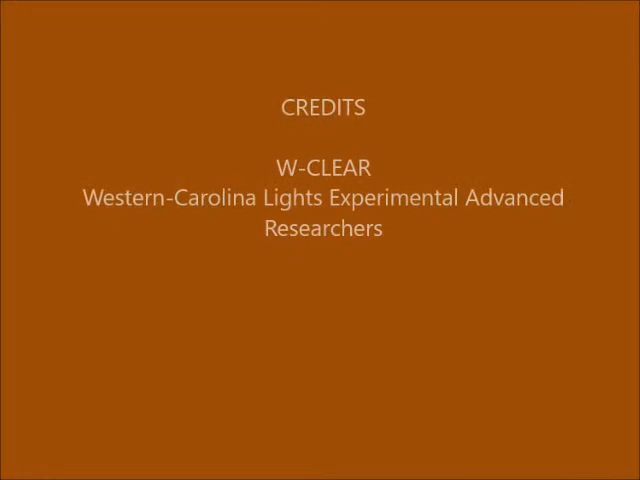 CREDITS
W-CLEAR
Western-Carolina Lights Experimental Advanced
Researchers